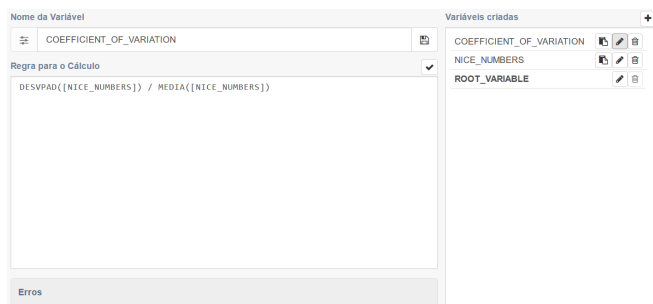 Nome da Variável
COEFFICIENT_OF_VARIATION
Regra para o Cálculo
DESVPAD([NICE_NUMBERS]) / MEDIA([NICE_NUMBERS])
Erros
Variáveis criadas
COEFFICIENT_OF_VARIATION
NICE_NUMBERS
ROOT_VARIABLE